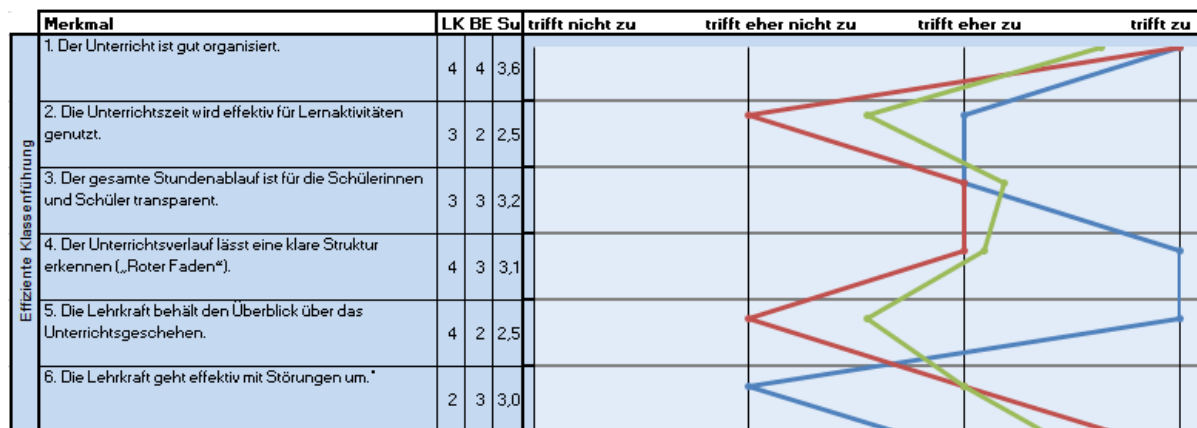 Merkmal LK BE Su trifft nicht zu trifft eher nicht zu trifft eher zu trifft zu
Effiziente Klassenführung
1. Der Unterricht ist gut organisiert.
4 4 3,6
2. Die Unterrichtszeit wird effektiv für Lernaktivitäten
genutzt.
3 2 2,5
3. Der gesamte Stundenablauf ist für die Schülerinnen
und Schüler transparent.
3 3 3,2
4. Der Unterrichtsverlauf lässt eine klare Struktur
erkennen („Roter Faden“).
4 3 3,1
5. Die Lehrkraft behält den Überblick über das
Unterrichtsgeschehen.
4 2 2,5
6. Die Lehrkraft geht effektiv mit Störungen um.*
2 3 3,0